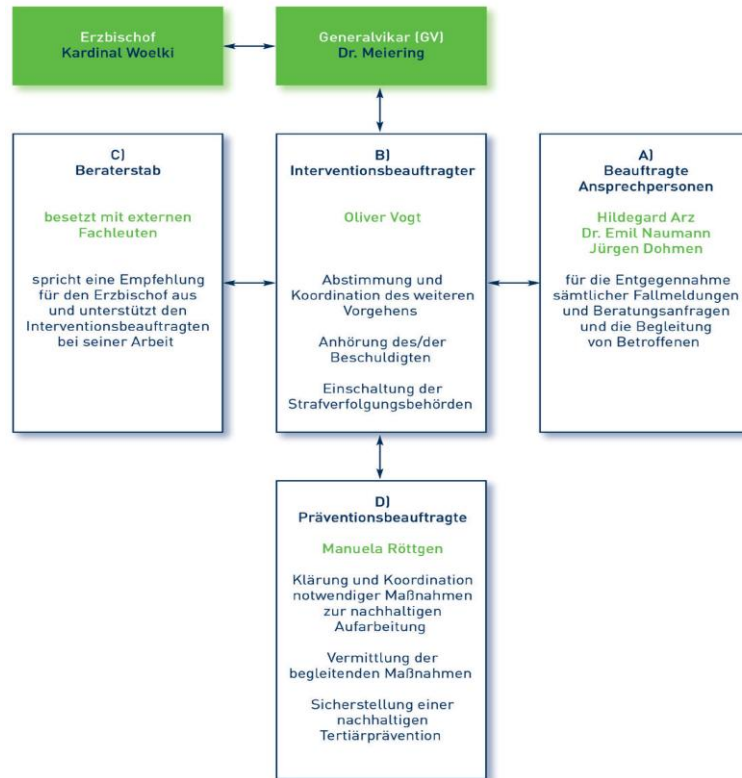 Erzbischof
Kardinal Woelki
Generalvikar (GV)
Dr. Meiering
C)
Beraterstab
besetzt mit externen
Fachleuten
spricht eine Empfehlung
für den Erzbischof aus
und unterstützt den
Interventionsbeauftragten
bei seiner Arbeit
B)
Interventionsbeauftragter
Oliver Vogt
Abstimmung und
Koordination des weiteren
Vorgehens
Anhörung des/der
Beschuldigten
Einschaltung der
Strafverfolgungsbehörden
A)
Beauftragte
Ansprechpersonen
Hildegard Arz
Dr. Emil Naumann
Jürgen Dohmen
für die Entgegennahme
sämtlicher Fallmeldungen
und Beratungsanfragen
und die Begleitung
von Betroffenen
D)
Präventionsbeauftragte
Manuela Röttgen
Klärung und Koordination
notwendiger Maßnahmen
zur nachhaltigen
Aufarbeitung
Vermittlung der
begleitenden Maßnahmen
Sicherstellung einer
nachhaltigen
Tertiärprävention